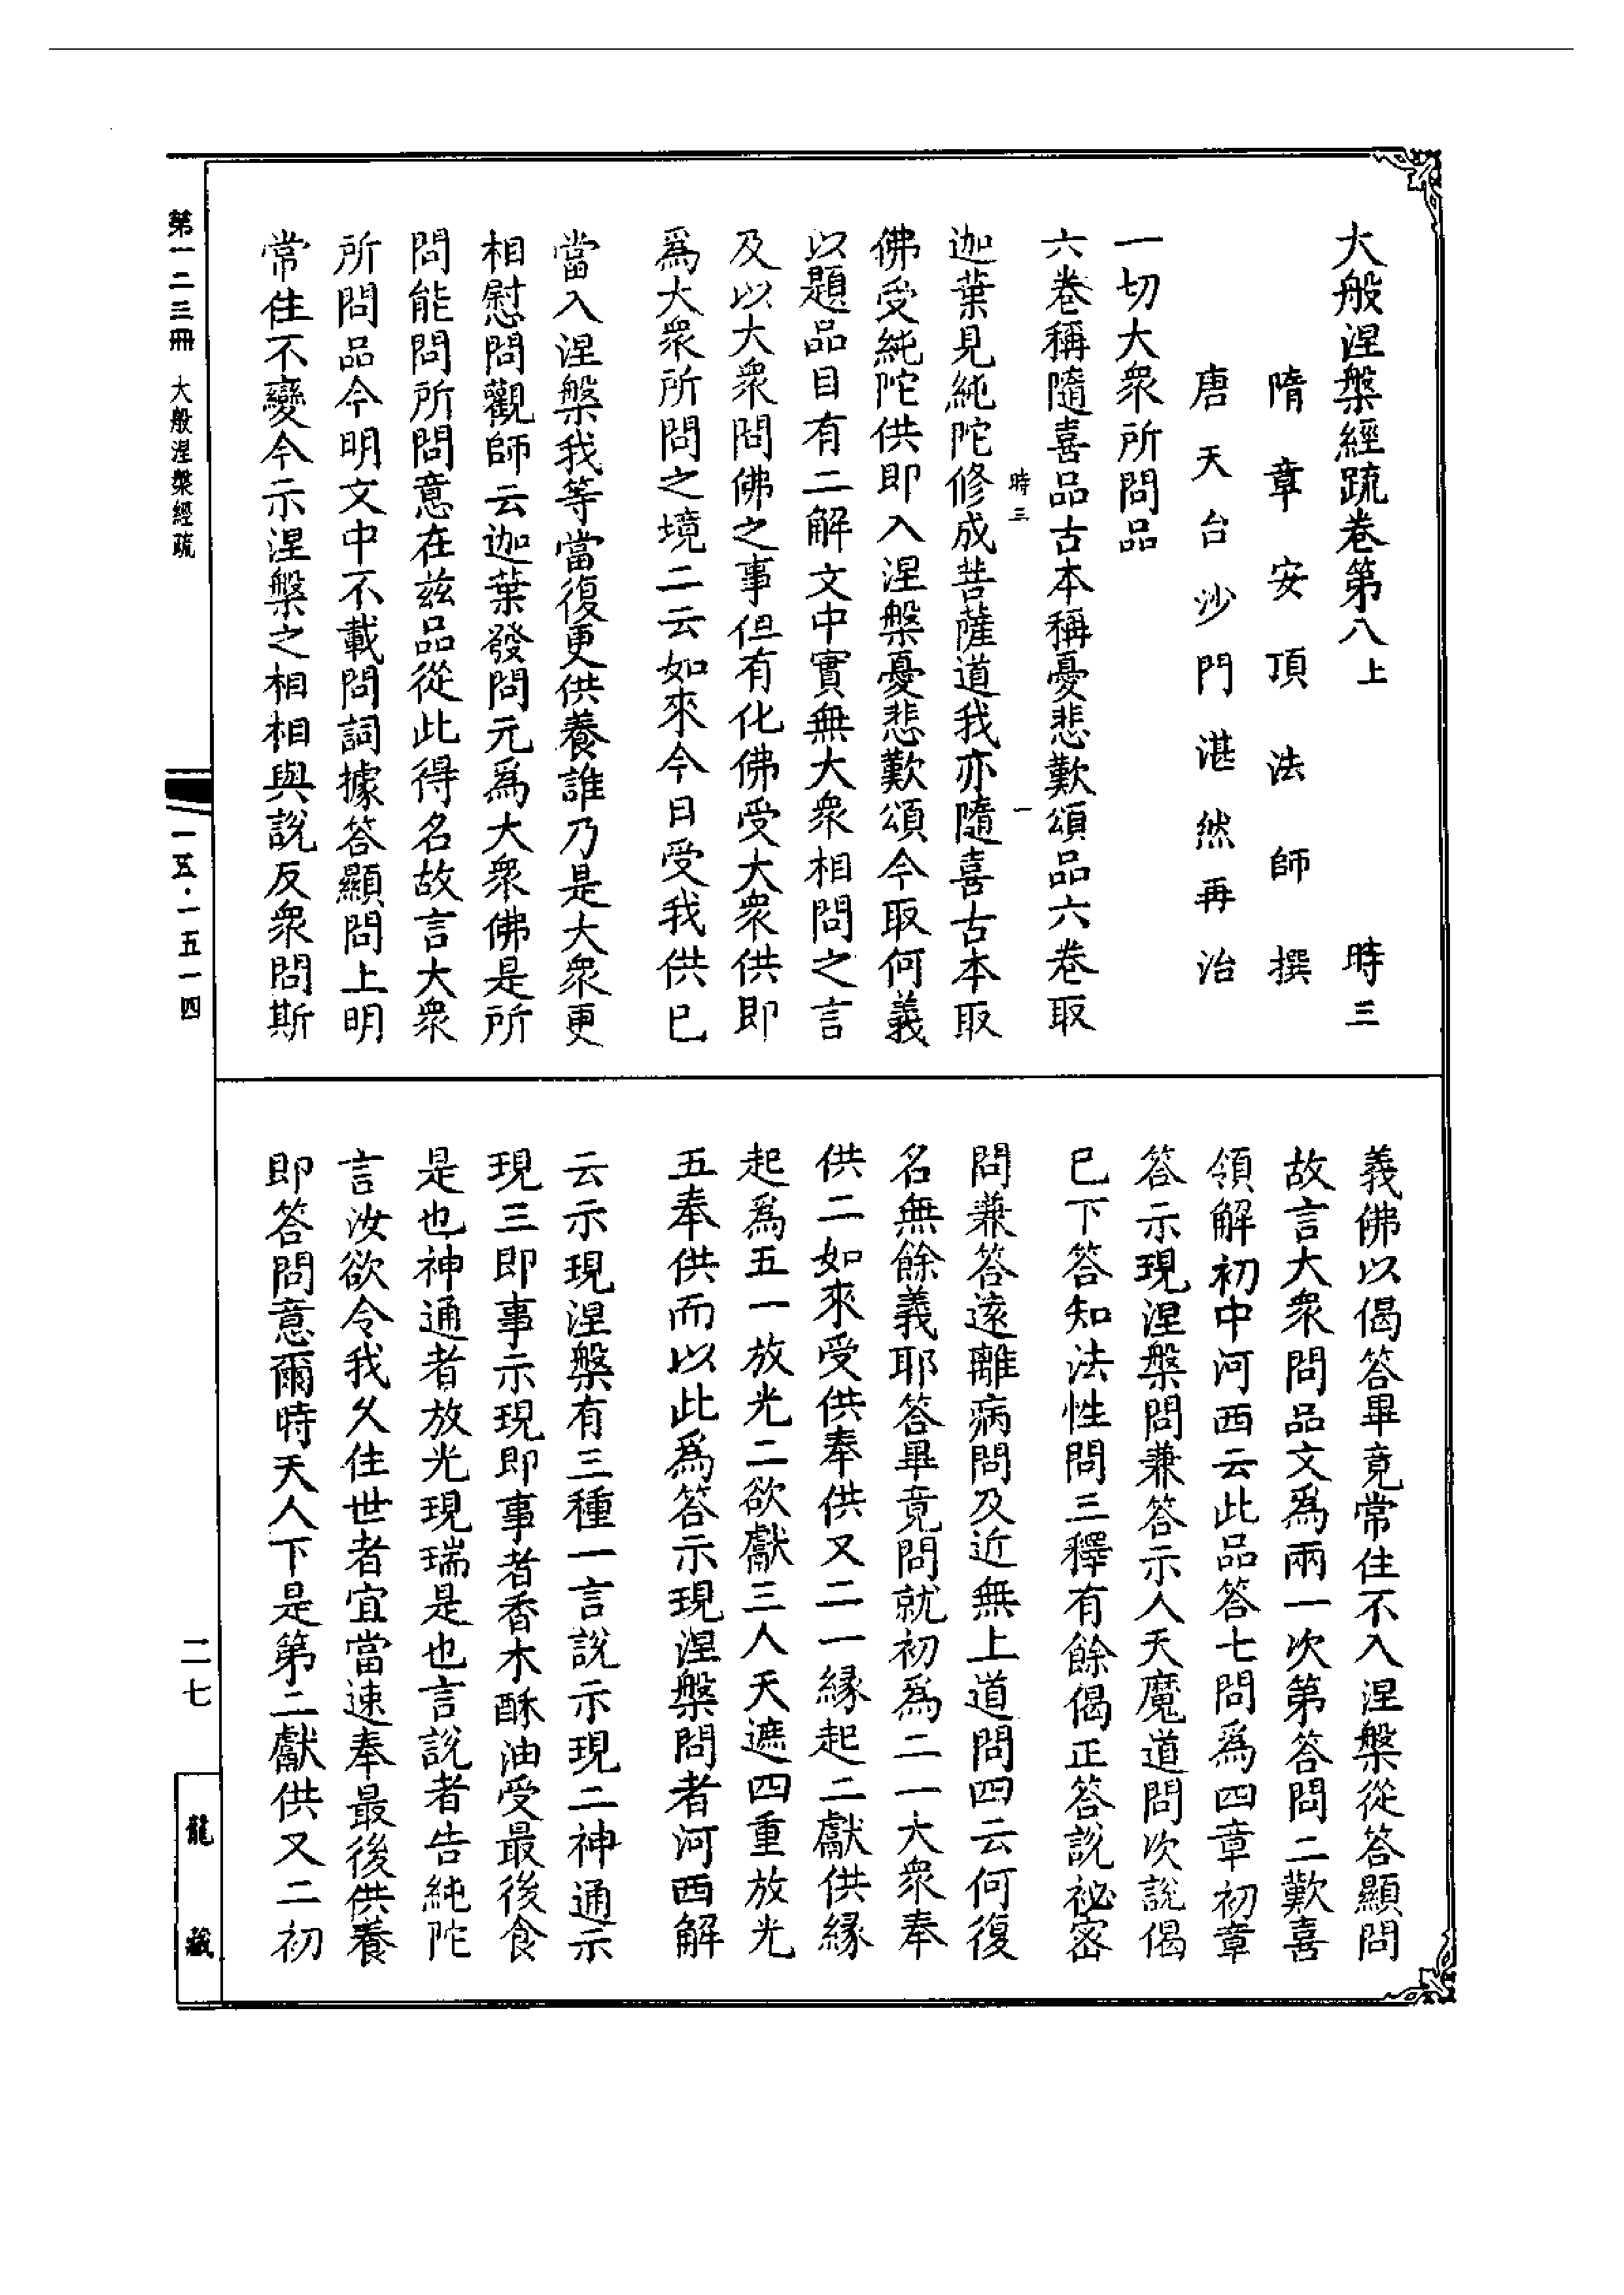 大般涅槃經䟽卷第八上　時三
隋章安頂法師撰
唐天台沙門湛然再治
一切大衆所問品
六卷稱隨喜品古本稱憂悲歎頌品六卷取
時三　一
迦葉見純陀修成菩薩道我亦隨喜古本取
佛受純陀供即入涅槃憂悲歎頌今取何義
以題品目有二解文中實無大衆相問之言
及以大衆問佛之事但有化佛受大衆供即
爲大衆所問之境二云如來今日受我供已
當入涅槃我等當復更供養誰乃是大衆更
相慰問觀師云迦葉發問元爲大衆佛是所
問能問所問意在兹品從此得名故言大衆
所問品今明文中不載問詞據答顯問上明
常住不變今示涅槃之相相與說反衆問斯
義佛以偈答畢竟常住不入涅槃從答顯問
故言大衆問品文爲兩一次第答問二歎喜
領解初中河西云此品答七問爲四章初章
答示現涅槃問兼答示人天魔道問次說偈
已下答知法性問三釋有餘偈正答說祕密
問兼答遠離病問及近無上道問四云何復
名無餘義耶答畢竟問就初爲二一大衆奉
供二如來受供奉供又二一緣起二獻供緣
起爲五一放光二欲獻三人天遮四重放光
五奉供而以此爲答示現涅槃問者河西解
云示現涅槃有三種一言說示現二神通示
現三即事示現即事者香木酥油受最後食
是也神通者放光現瑞是也言說者告純陀
言汝欲令我久住世者宜當速奉最後供養
即答問意爾時天人下是第二獻供又二初
第一二三冊　大般涅槃經疏
一五·一五一四
二七
龍藏